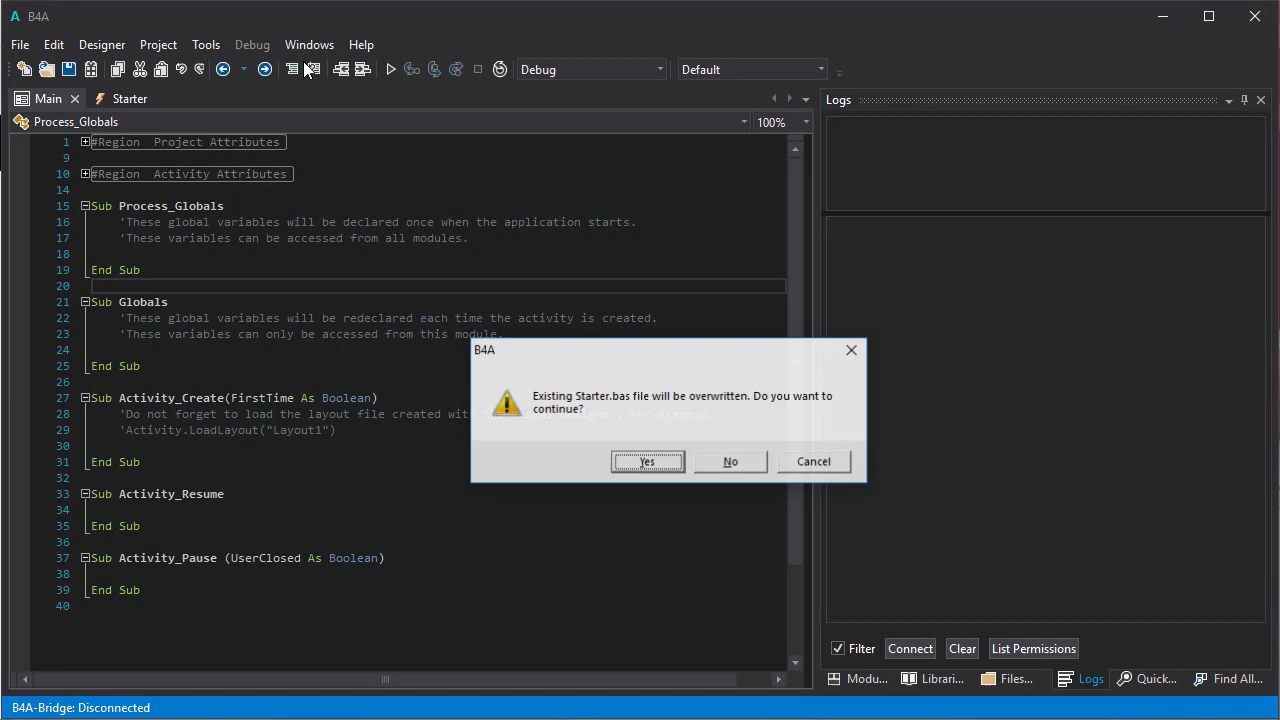 B4A
File Edit Designer Project Tools Debug Windows Help
Debug Default
Main Starter
Logs
Process_Globals 100%
1 #Region Project Attributes
9
10 #Region Activity Attributes
14
15 Sub Process_Globals
16 'These global variables will be declared once when the application starts.
17 'These variables can be accessed from all modules.
18
19 End Sub
20
21 Sub Globals
22 'These global variables will be redeclared each time the activity is created.
23 'These variables can only be accessed from this module.
24
25 End Sub
26
27 Sub Activity_Create(FirstTime As Boolean)
28 'Do not forget to load the layout file created with
29 'Activity.LoadLayout("Layout1")
30
31 End Sub
32
33 Sub Activity_Resume
34
35 End Sub
36
37 Sub Activity_Pause (UserClosed As Boolean)
38
39 End Sub
40
B4A
Existing Starter.bas file will be overwritten. Do you want to
continue?
Yes No Cancel
Filter Connect Clear List Permissions
Modu... Librari... Files... Logs Quick... Find All...
B4A-Bridge: Disconnected